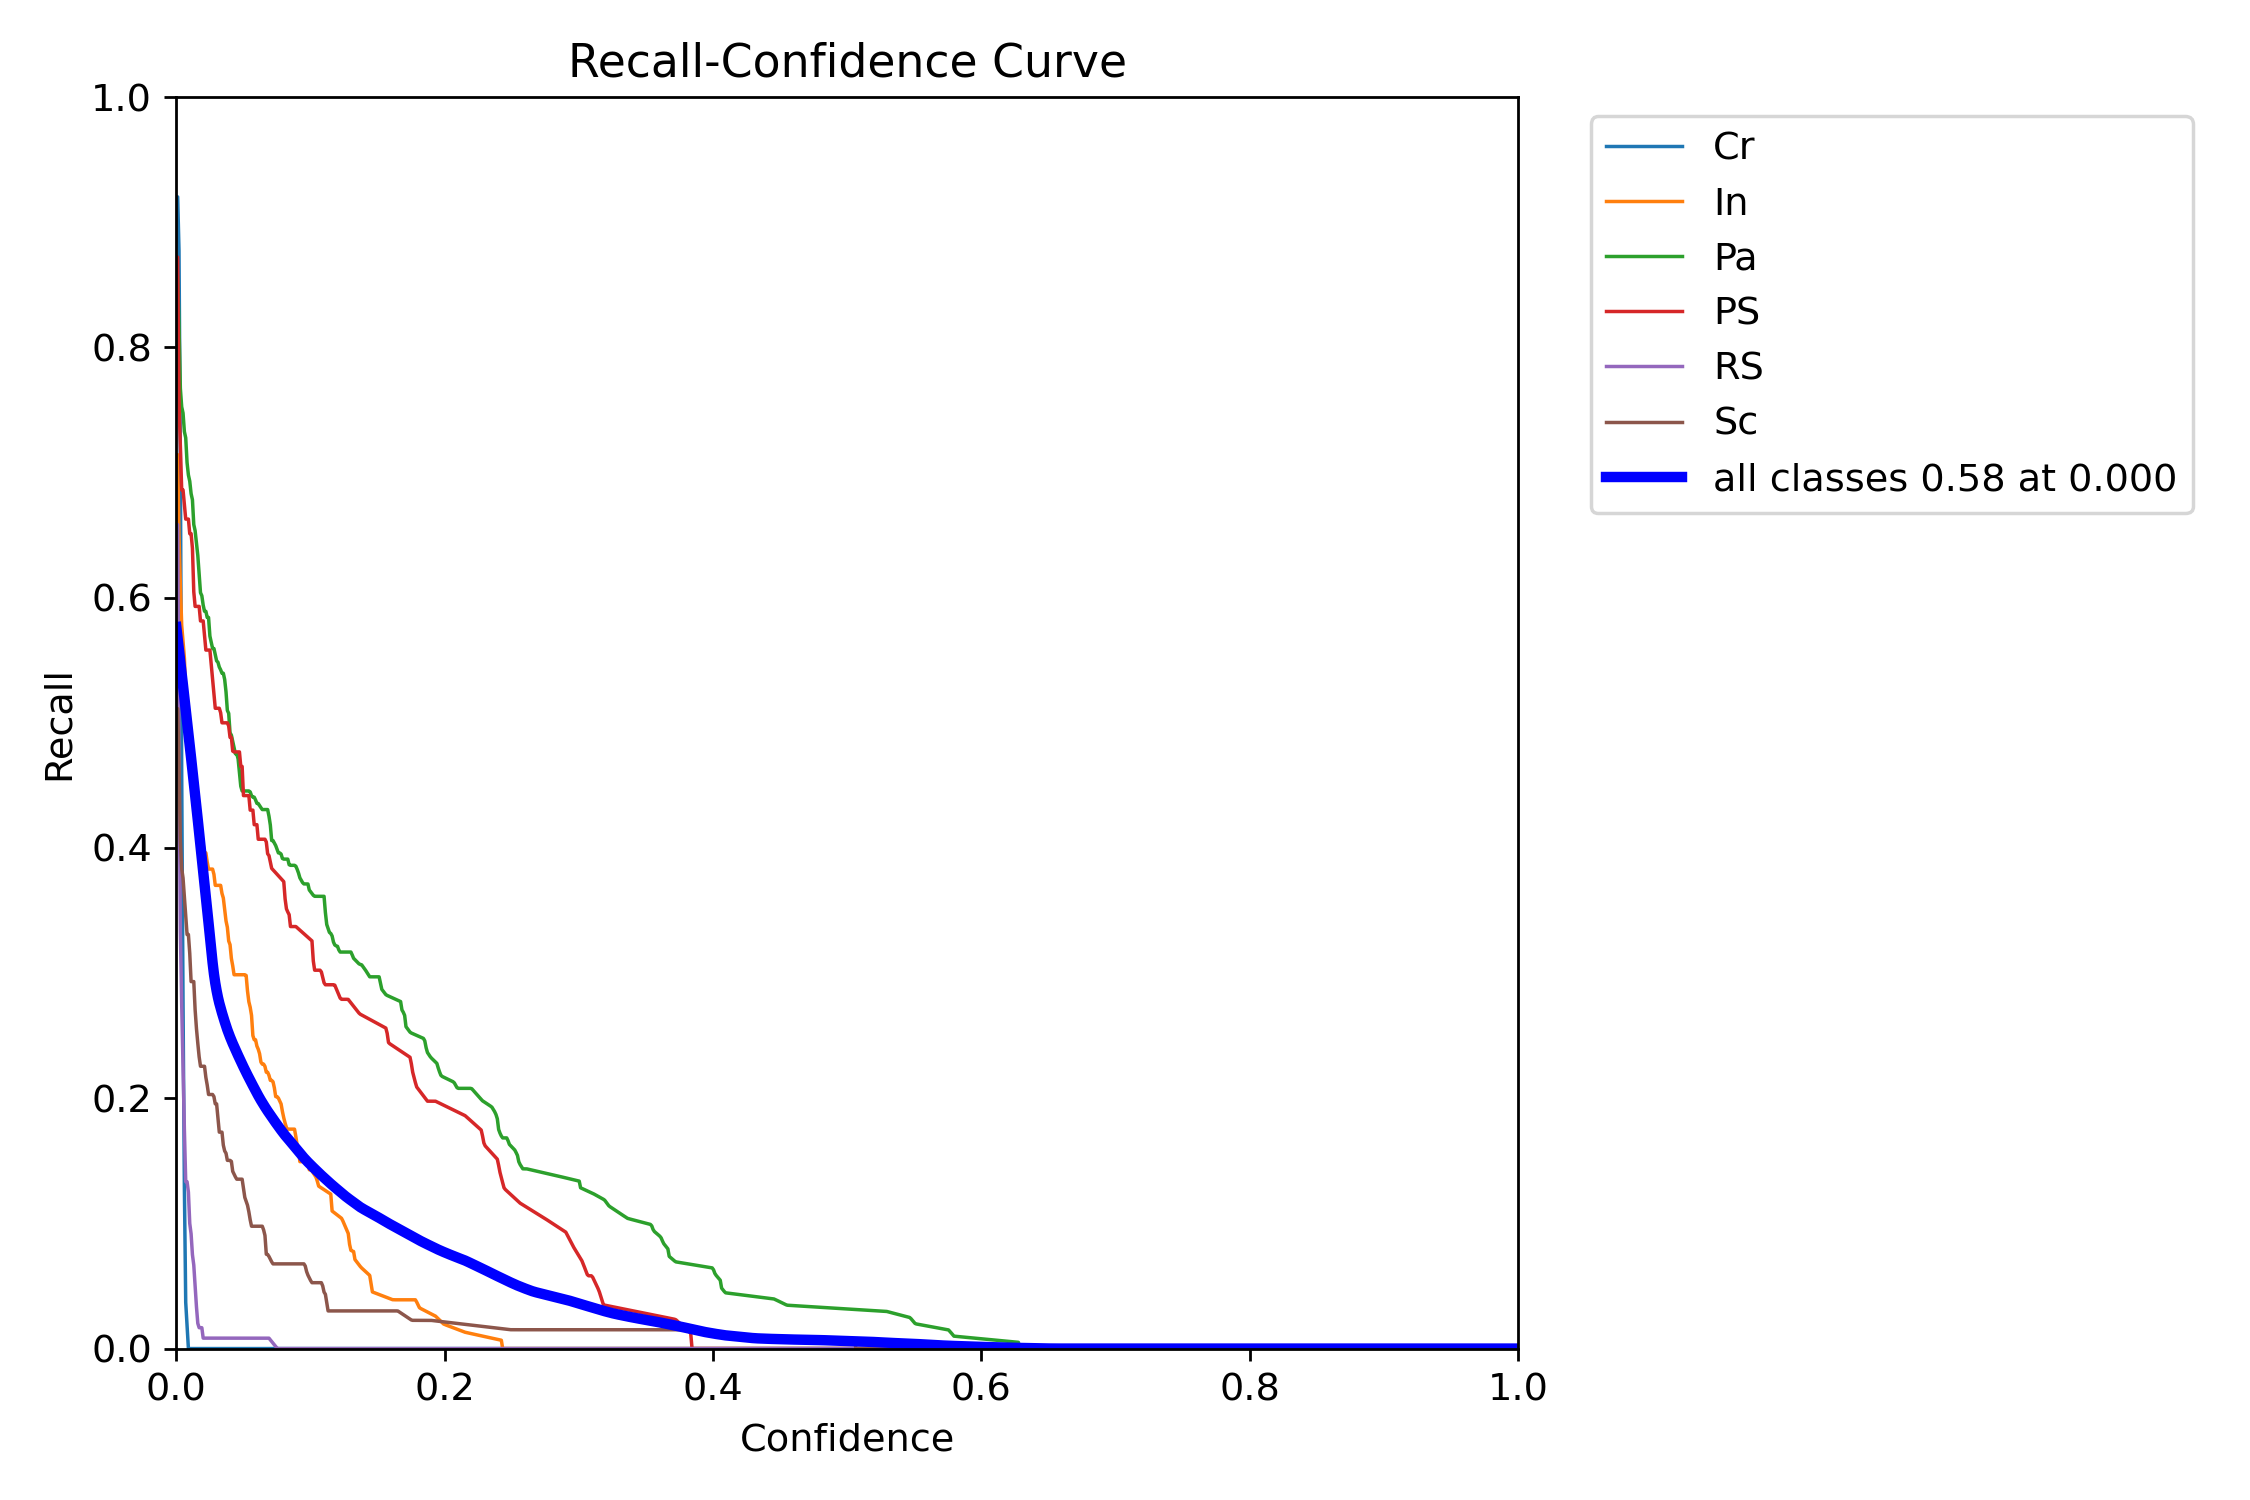 Recall-Confidence Curve
1.0
0.8
0.6
0.4
0.2
0.0
Recall
0.0 0.2 0.4 0.6 0.8 1.0
Confidence
Cr
In
Pa
PS
RS
Sc
all classes 0.58 at 0.000